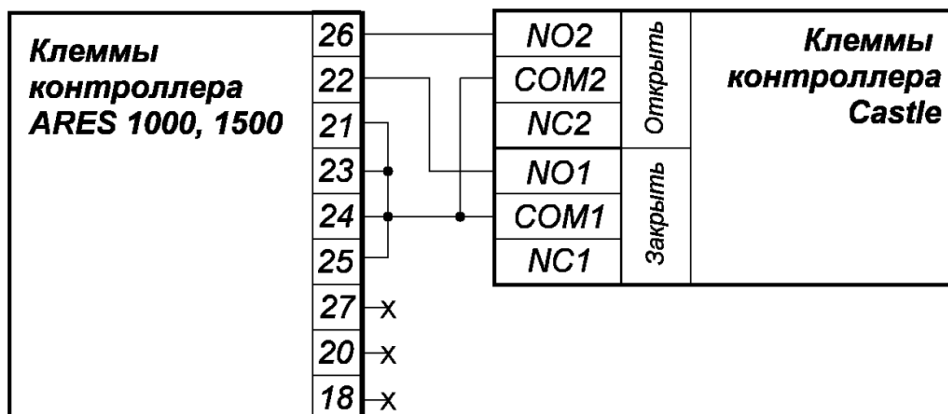 Клеммы
контроллера
ARES 1000, 1500
26
22
21
23
24
25
27 x
20 x
18 x
NO2
COM2
NC2
NO1
COM1
NC1
Открыть
Закрыть
Клеммы
контроллера
Castle